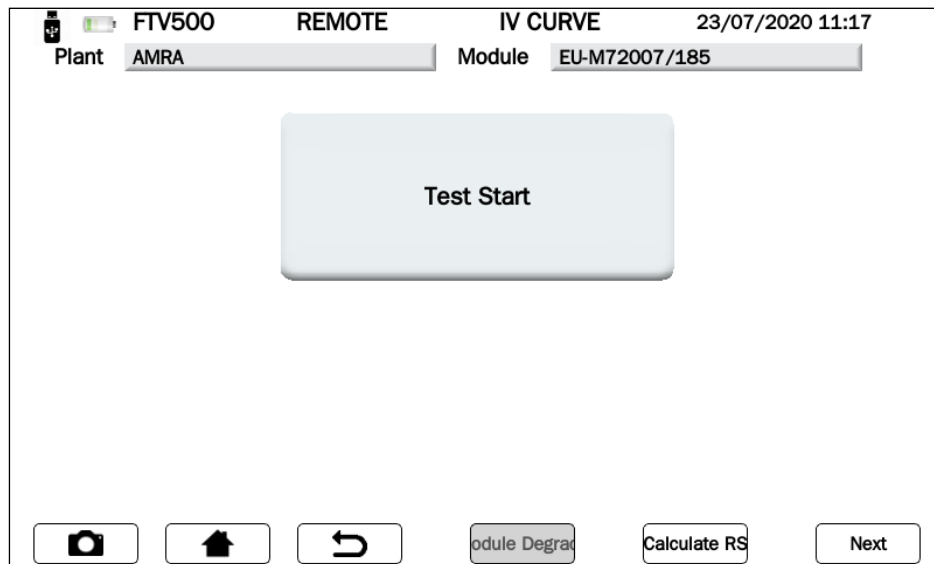 FTV500 REMOTE IV CURVE 23/07/2020 11:17
Plant AMRA Module EU-M72007/185
Test Start
odule Degrad Calculate RS Next